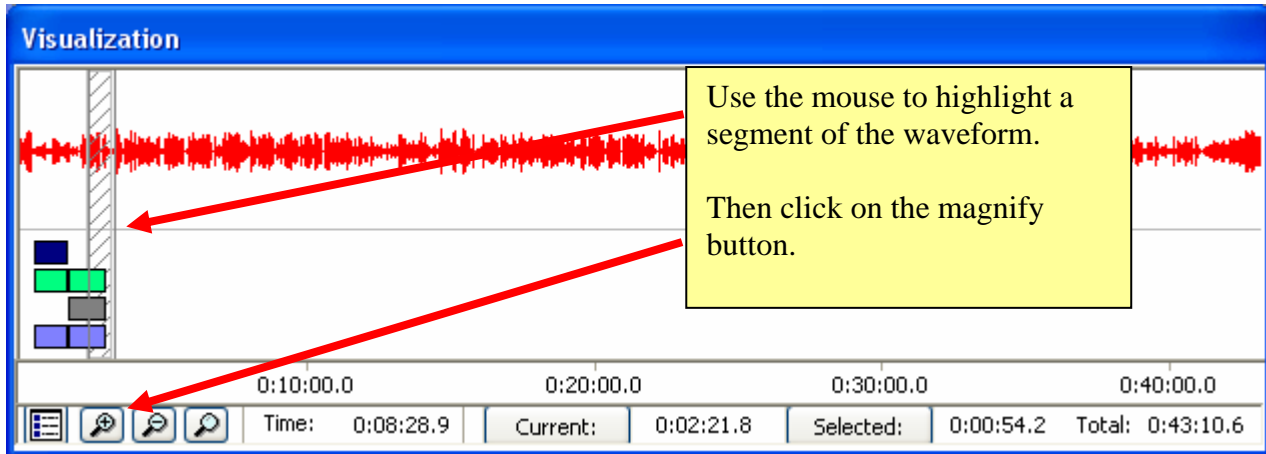 Visualization
Use the mouse to highlight a
segment of the waveform.
Then click on the magnify
button.
0:10:00.0 0:20:00.0 0:30:00.0 0:40:00.0
Time: 0:08:28.9 Current: 0:02:21.8 Selected: 0:00:54.2 Total: 0:43:10.6